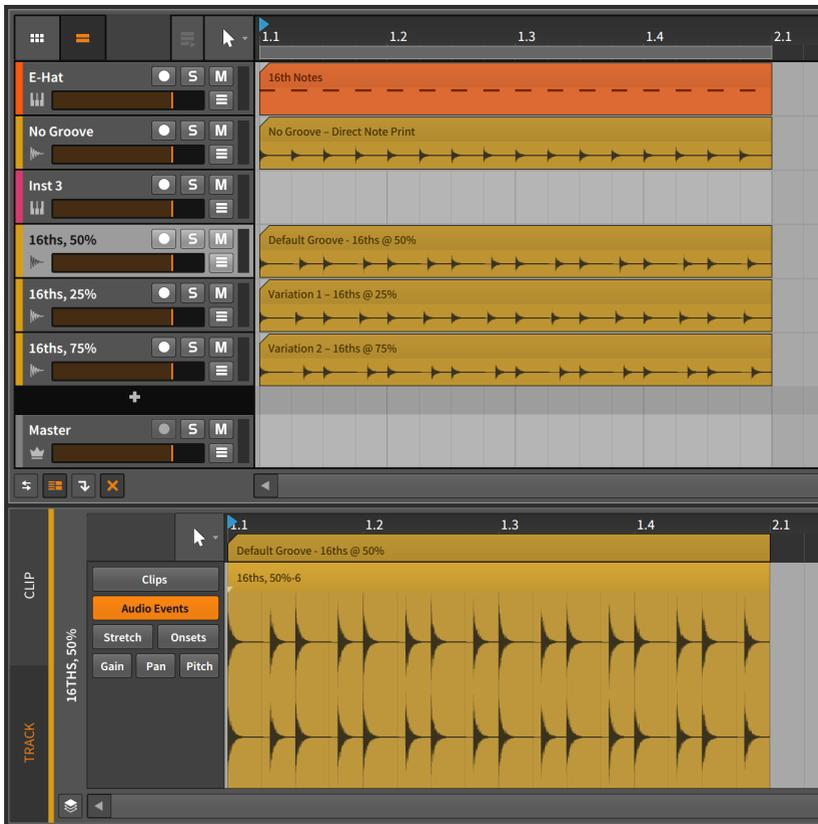 1.1 1.2 1.3 1.4 2.1
E-Hat S M
16th Notes
No Groove S M
No Groove – Direct Note Print
Inst 3 S M
16ths, 50% S M
Default Groove - 16ths @ 50%
16ths, 25% S M
Variation 1 – 16ths @ 25%
16ths, 75% S M
Variation 2 – 16ths @ 75%
Master S M
1.1 1.2 1.3 1.4 2.1
Default Groove - 16ths @ 50%
16ths, 50%-6
CLIP
TRACK
16THS, 50%
Clips
Audio Events
Stretch Onsets
Gain Pan Pitch